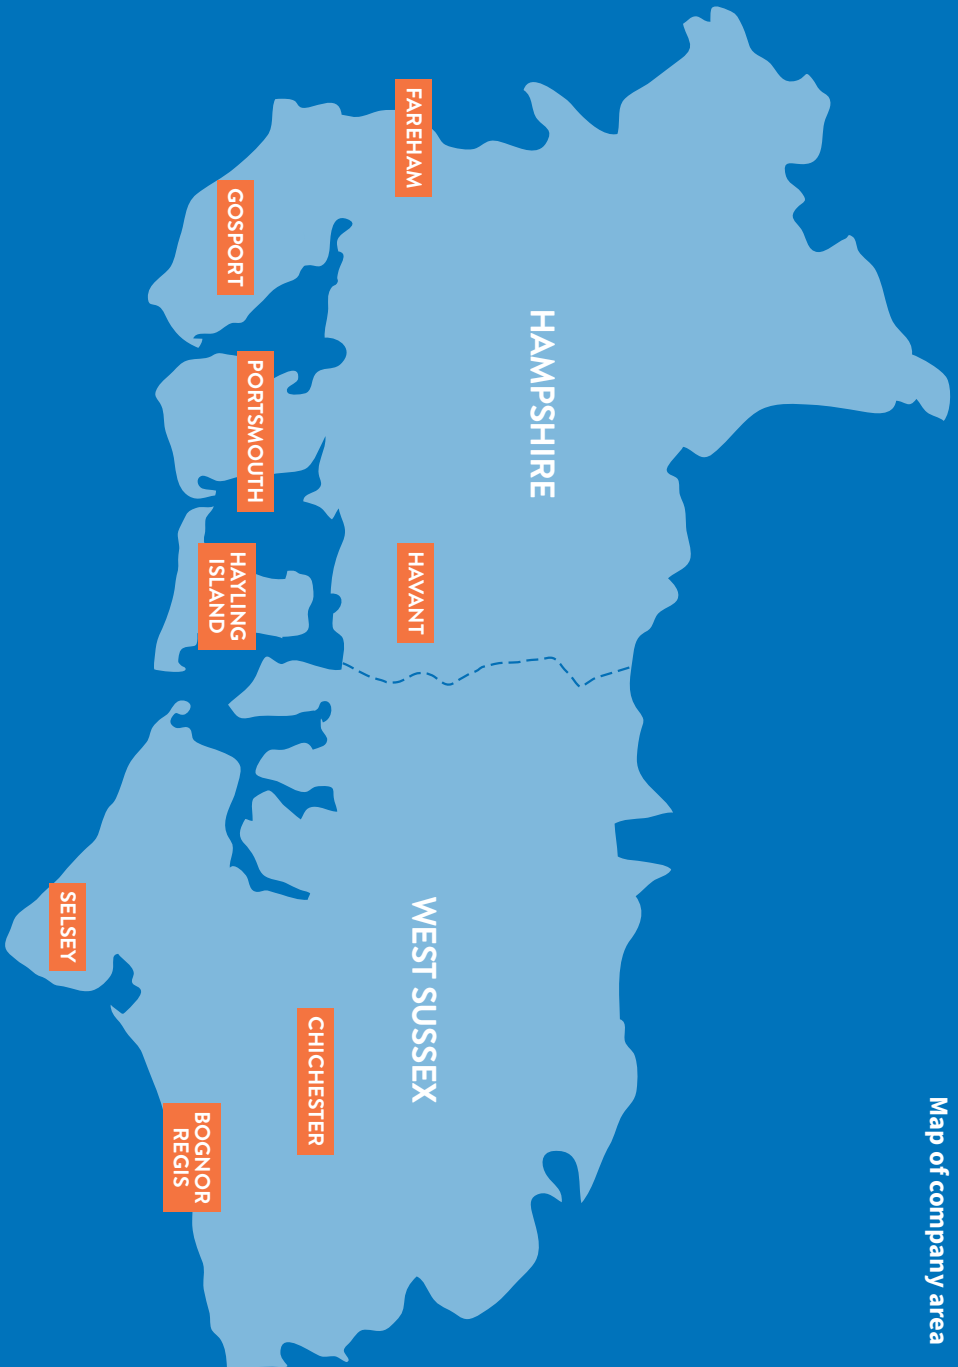 Map of company area
HAMPSHIRE
WEST SUSSEX
FAREHAM
HAVANT
CHICHESTER
PORTSMOUTH
GOSPORT
HAYLING
ISLAND
BOGNOR
REGIS
SELSEY